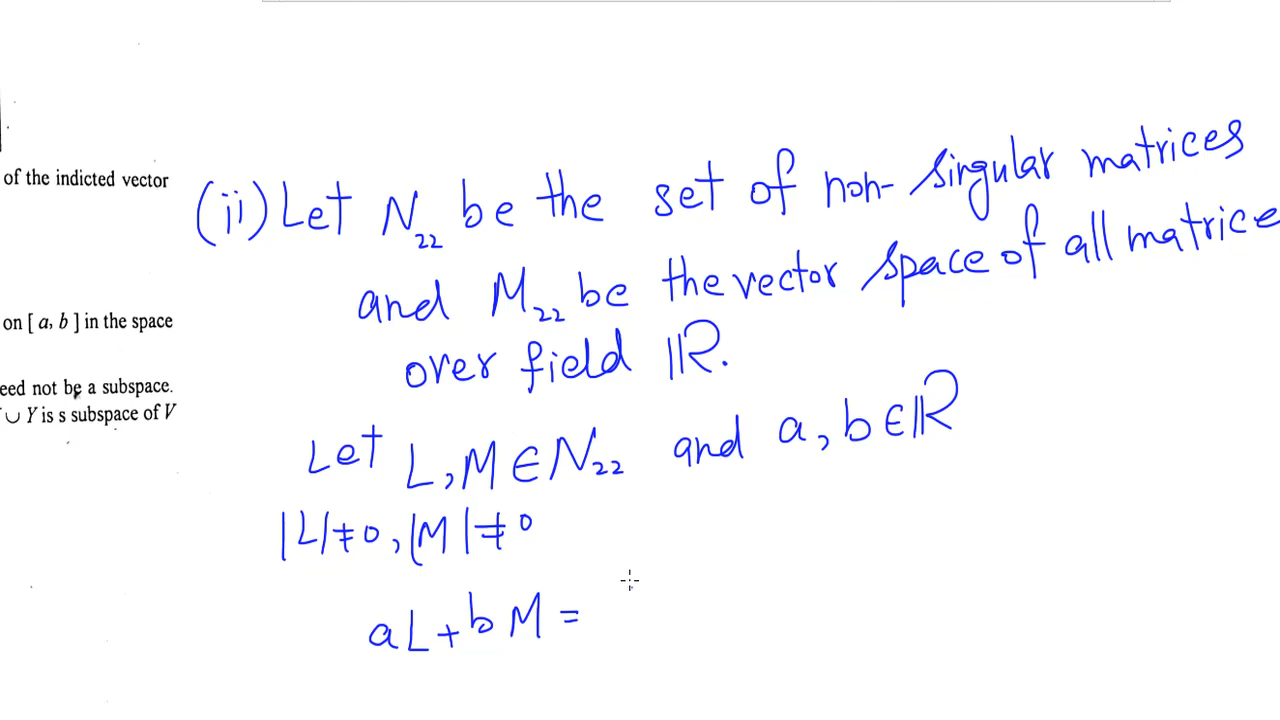 of the indicted vector
(ii) Let N₂₂ be the set of non-singular matrices
and M₂₂ be the vector space of all matrice
on [ a, b ] in the space
over field ℝ.
eed not be a subspace.
∪ Y is s subspace of V
Let L, M ∈ N₂₂ and a, b ∈ ℝ
|L| ≠ 0, |M| ≠ 0
aL + bM =